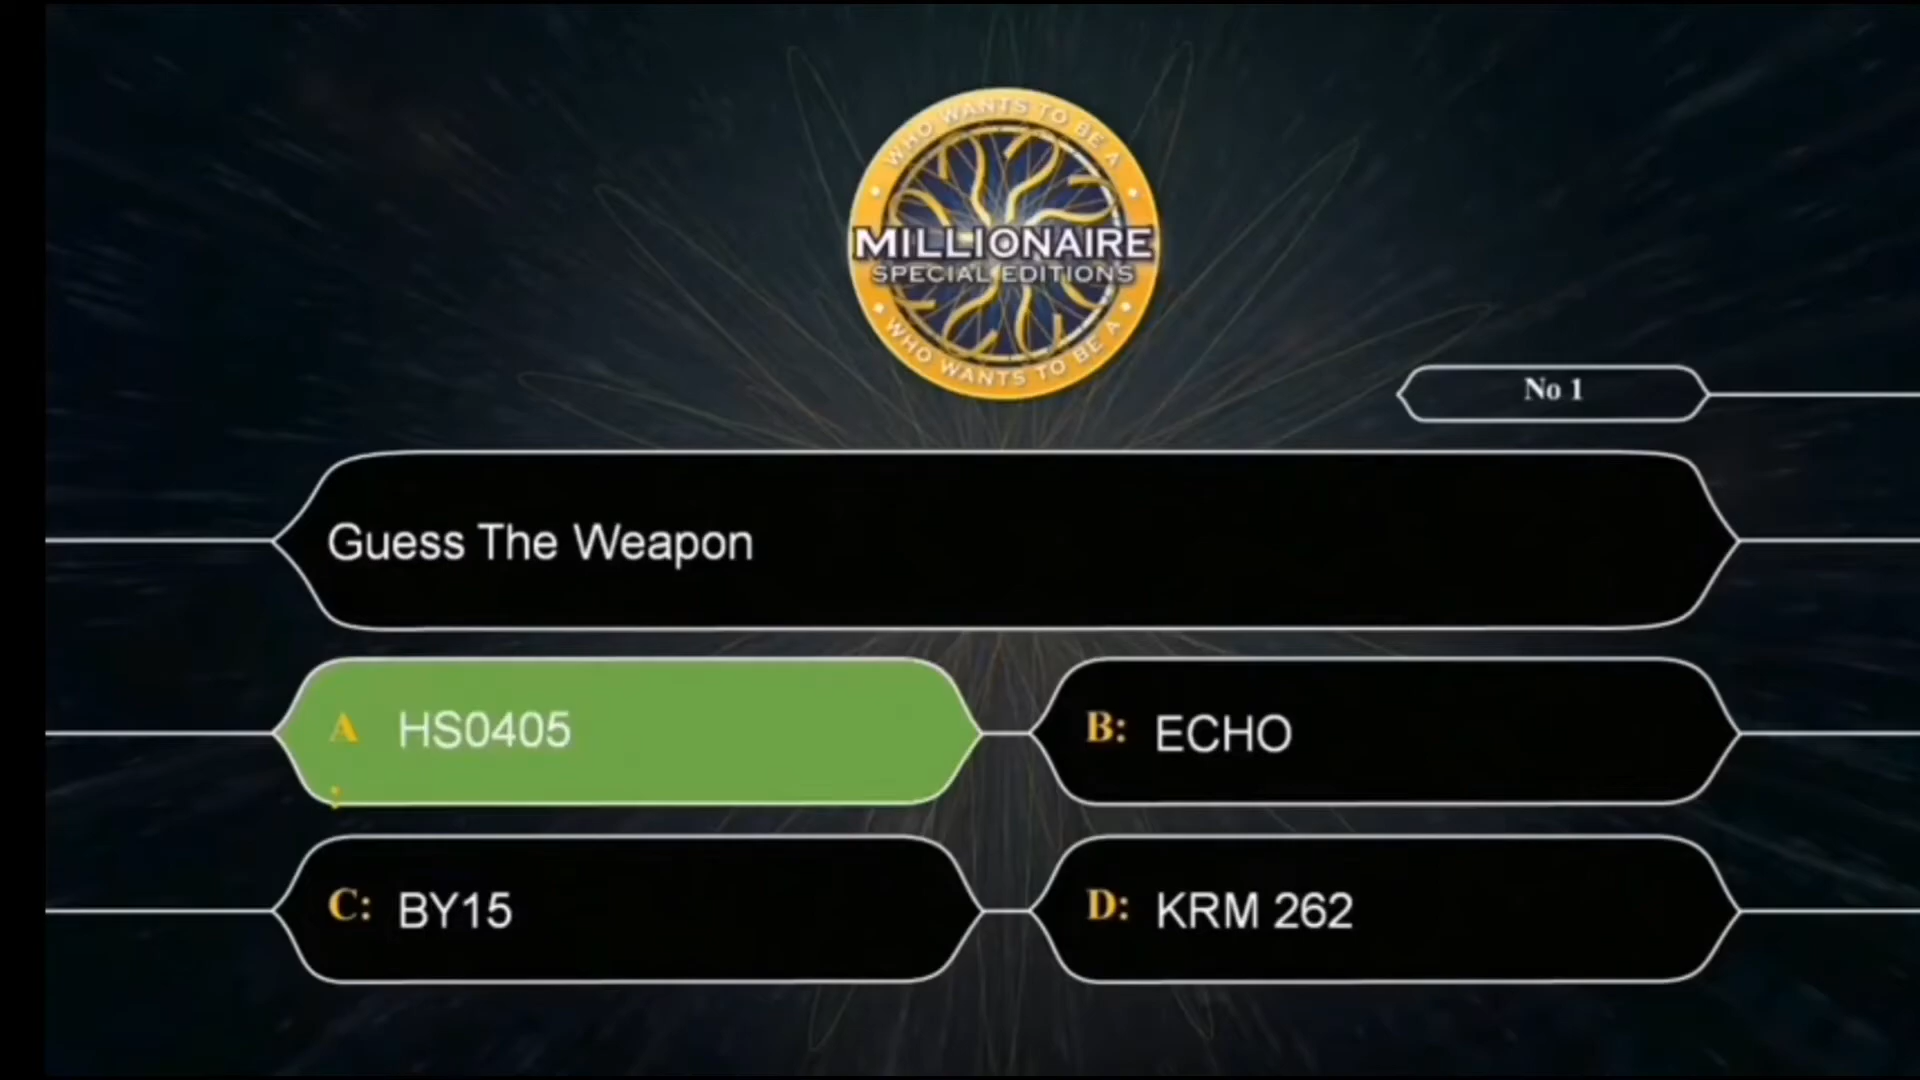 WHO WANTS TO BE A
MILLIONAIRE
SPECIAL EDITIONS
WHO WANTS TO BE A
No 1
Guess The Weapon
A: HS0405
B: ECHO
C: BY15
D: KRM 262